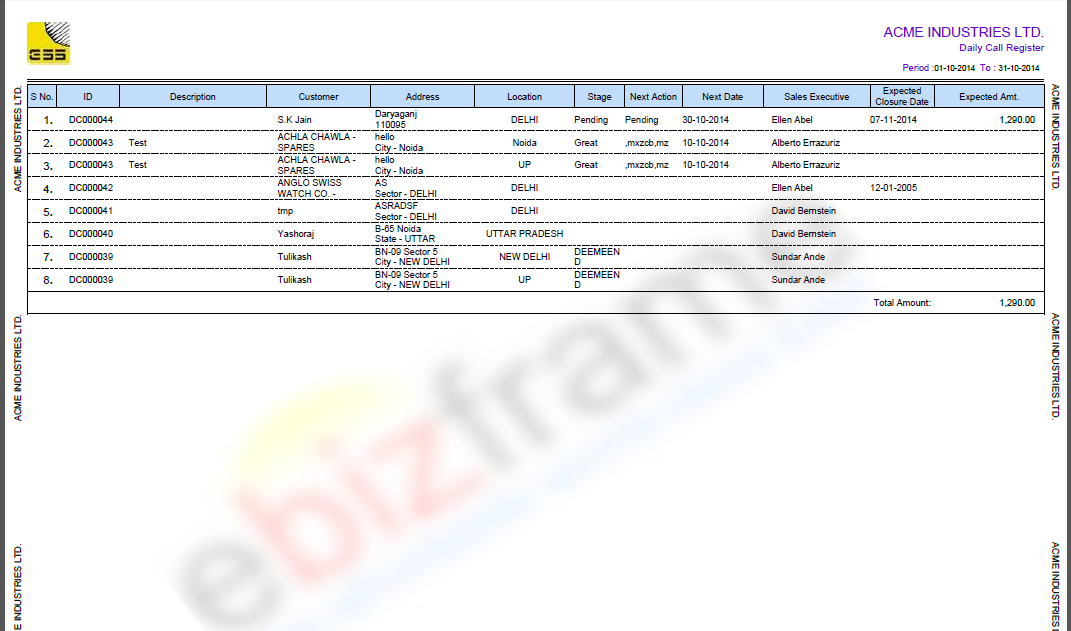 ESS
ACME INDUSTRIES LTD.
Daily Call Register
Period :01-10-2014 To : 31-10-2014
S No. ID Description Customer Address Location Stage Next Action Next Date Sales Executive Expected Closure Date Expected Amt.
1. DC000044 S.K Jain Daryaganj DELHI Pending Pending 30-10-2014 Ellen Abel 07-11-2014 1,290.00
110095
2. DC000043 Test ACHLA CHAWLA - hello Noida Great ,mxzcb,mz 10-10-2014 Alberto Errazuriz
SPARES City - Noida
3. DC000043 Test ACHLA CHAWLA - hello UP Great ,mxzcb,mz 10-10-2014 Alberto Errazuriz
SPARES City - Noida
4. DC000042 ANGLO SWISS AS DELHI Ellen Abel 12-01-2005
WATCH CO. - Sector - DELHI
5. DC000041 tmp ASRADSF DELHI David Bernstein
Sector - DELHI
6. DC000040 Yashoraj B-65 Noida UTTAR PRADESH David Bernstein
State - UTTAR
7. DC000039 Tulikash BN-09 Sector 5 NEW DELHI DEEMEEN Sundar Ande
City - NEW DELHI D
8. DC000039 Tulikash BN-09 Sector 5 UP DEEMEEN Sundar Ande
City - NEW DELHI D
Total Amount: 1,290.00
ACME INDUSTRIES LTD.
ACME INDUSTRIES LTD.
E INDUSTRIES LTD.
ACME INDUSTRIES LTD.
ACME INDUSTRIES LTD.
ACME INDUSTRIES L
ebizframe